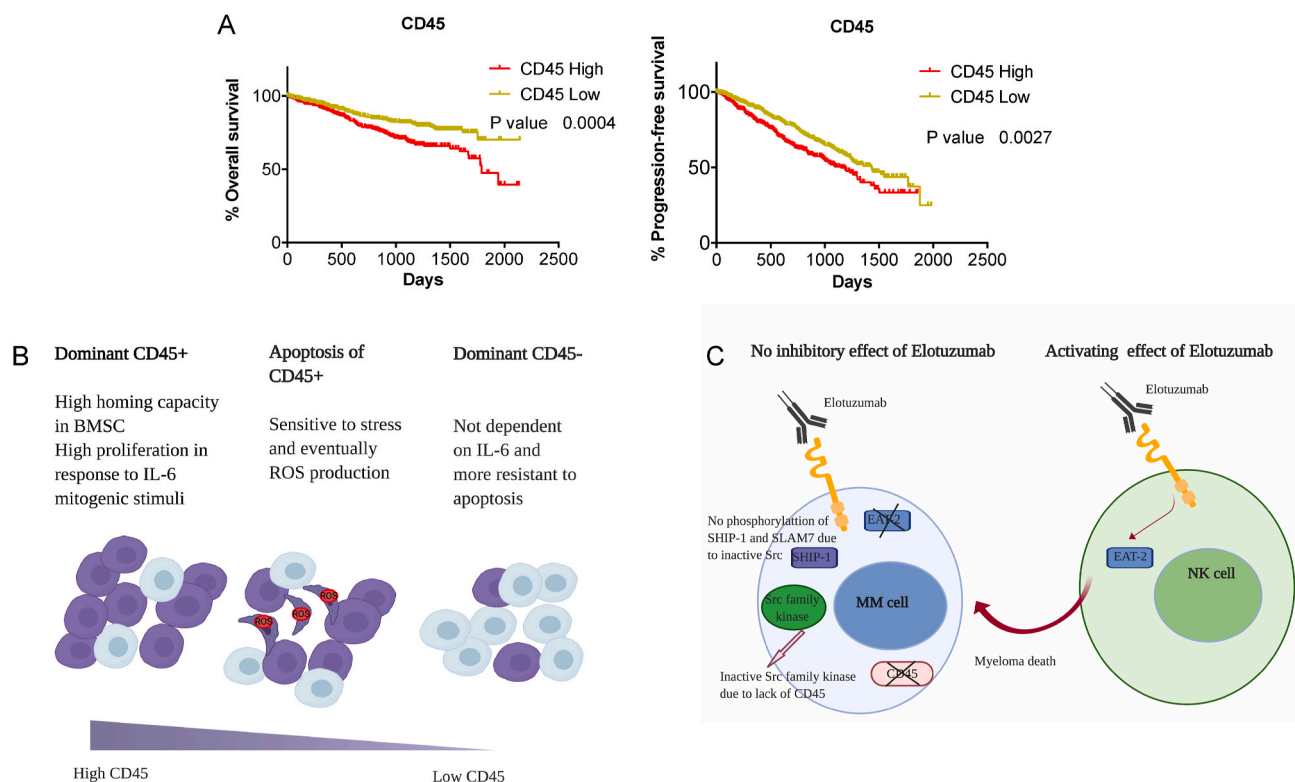 A
CD45
CD45 High
CD45 Low
P value 0.0004
% Overall survival
100
50
0
0 500 1000 1500 2000 2500
Days
CD45
CD45 High
CD45 Low
P value 0.0027
% Progression-free survival
100
50
0
0 500 1000 1500 2000 2500
Days
B
Dominant CD45+
High homing capacity
in BMSC
High proliferation in
response to IL-6
mitogenic stimuli
Apoptosis of
CD45+
Sensitive to stress
and eventually
ROS production
Dominant CD45-
Not dependent
on IL-6 and
more resistant to
apoptosis
ROS
ROS
ROS
High CD45
Low CD45
C
No inhibitory effect of Elotuzumab
Elotuzumab
No phosphorylattion of
SHIP-1 and SLAM7 due
to inactive Src
EAT-2
SHIP-1
Src family
kinase
MM cell
CD45
Inactive Src family kinase
due to lack of CD45
Activating effect of Elotuzumab
Elotuzumab
EAT-2
NK cell
Myeloma death